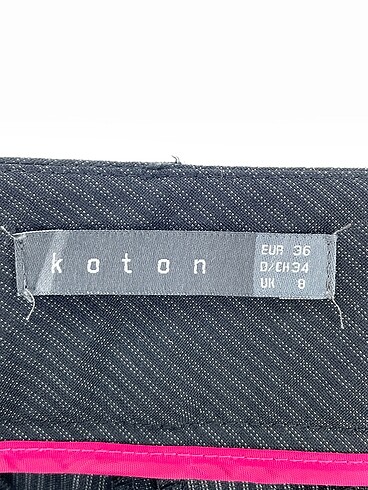 koton
EUR 36
D/CH 34
UK 8